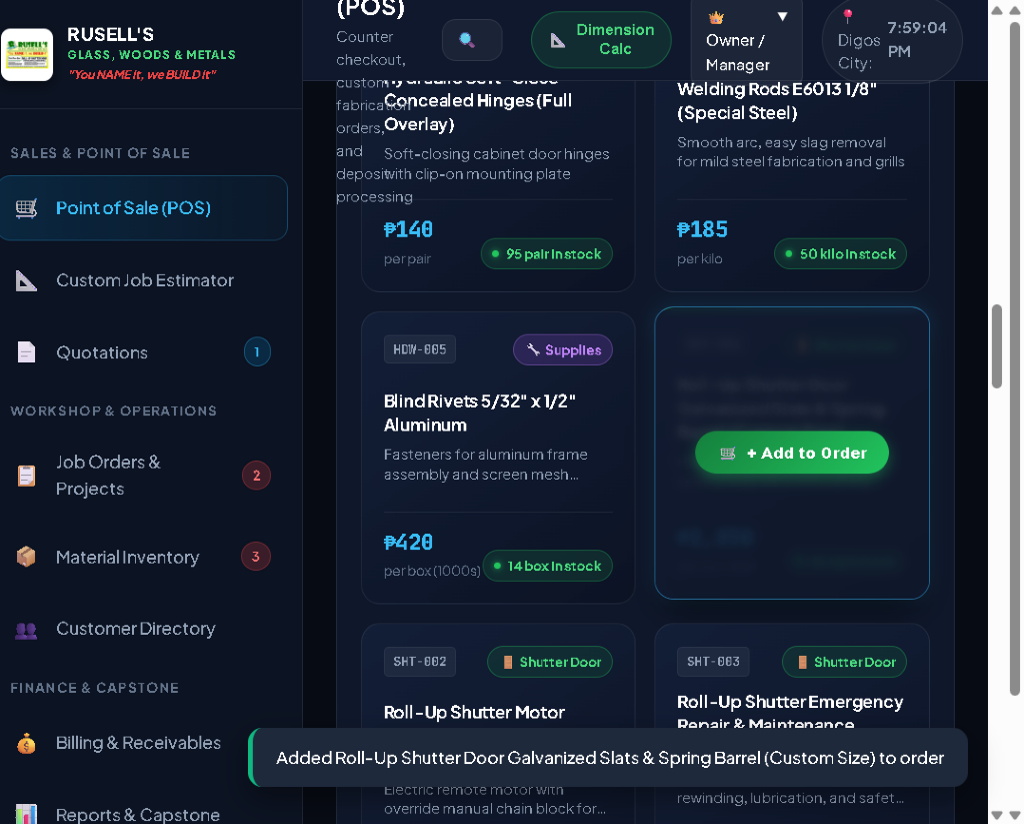 RUSELL'S
GLASS, WOODS & METALS
"You NAME it, we BUILD it"
SALES & POINT OF SALE
Point of Sale (POS)
Custom Job Estimator
Quotations
1
WORKSHOP & OPERATIONS
Job Orders &
Projects
2
Material Inventory
3
Customer Directory
FINANCE & CAPSTONE
Billing & Receivables
Reports & Capstone
(POS)
Counter
checkout,
custom
fabrication
orders,
and
deposit
processing
Dimension
Calc
Owner /
Manager
Digos
City:
7:59:04
PM
Hydraulic Soft-Close
Concealed Hinges (Full
Overlay)
Soft-closing cabinet door hinges
with clip-on mounting plate
₱140
per pair
95 pair In stock
Welding Rods E6013 1/8"
(Special Steel)
Smooth arc, easy slag removal
for mild steel fabrication and grills
₱185
per kilo
50 kilo In stock
HDW-005
Supplies
Blind Rivets 5/32" x 1/2"
Aluminum
Fasteners for aluminum frame
assembly and screen mesh...
₱420
per box (1000s)
14 box In stock
+ Add to Order
SHT-002
Shutter Door
Roll-Up Shutter Motor
Electric remote motor with
override manual chain block for...
SHT-003
Shutter Door
Roll-Up Shutter Emergency
Repair & Maintenance
rewinding, lubrication, and safet...
Added Roll-Up Shutter Door Galvanized Slats & Spring Barrel (Custom Size) to order